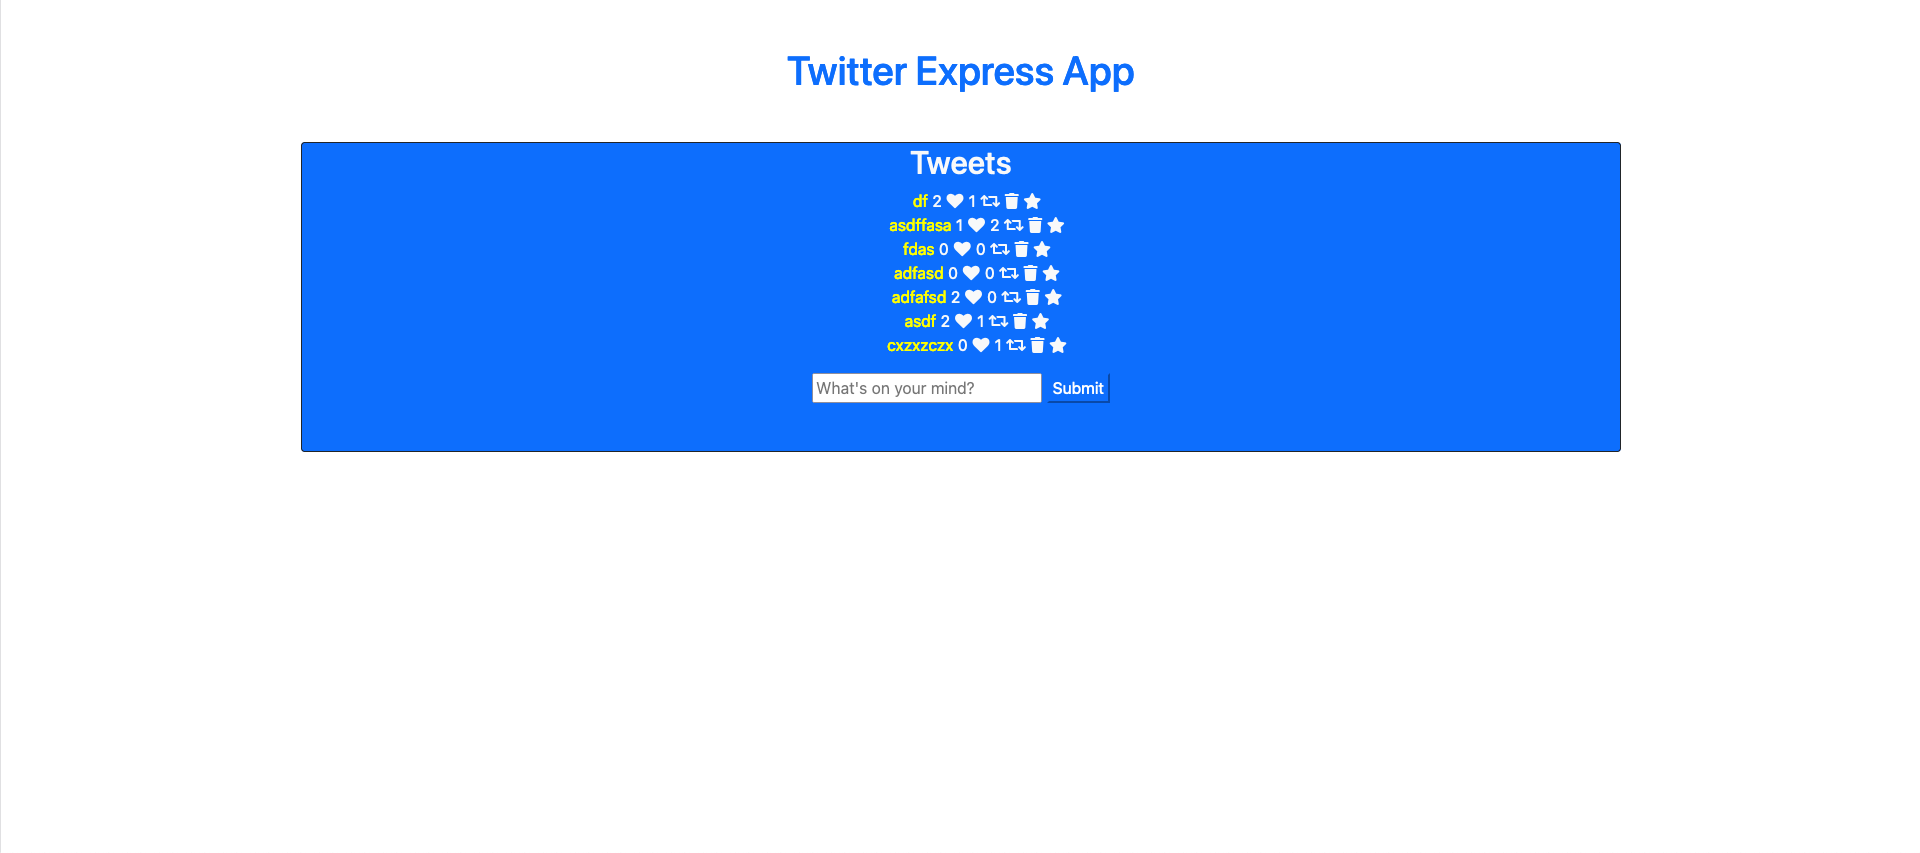 Twitter Express App
Tweets
df 2 1
asdffasa 1 2
fdas 0 0
adfasd 0 0
adfafsd 2 0
asdf 2 1
cxzxzczx 0 1
What's on your mind? Submit